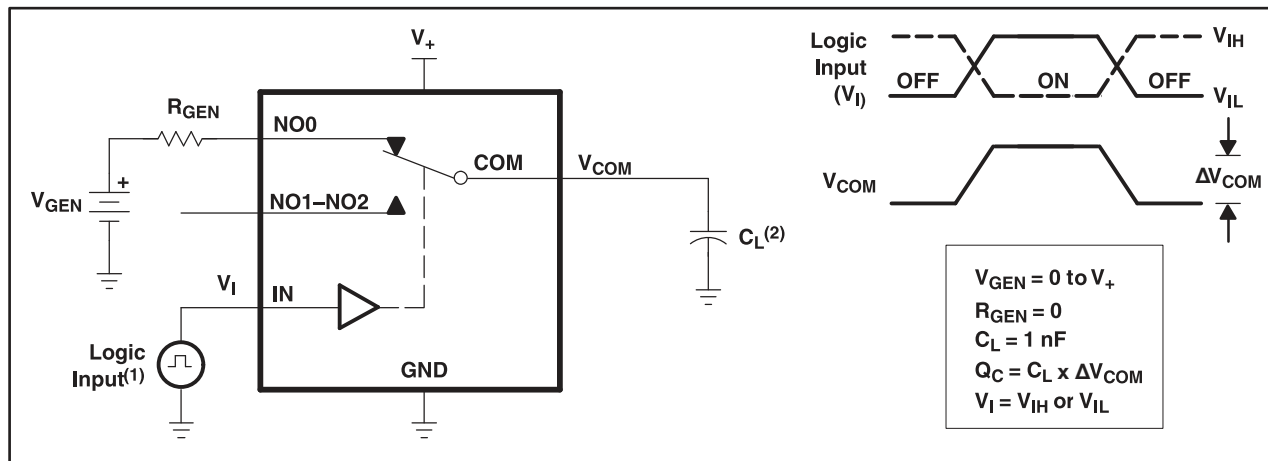 V+
RGEN
NO0
COM
VCOM
+
VGEN
NO1–NO2
CL(2)
VI
IN
Logic
Input(1)
GND
Logic
Input
(VI)
OFF
ON
OFF
VIH
VIL
VCOM
ΔVCOM
VGEN = 0 to V+
RGEN = 0
CL = 1 nF
QC = CL x ΔVCOM
VI = VIH or VIL